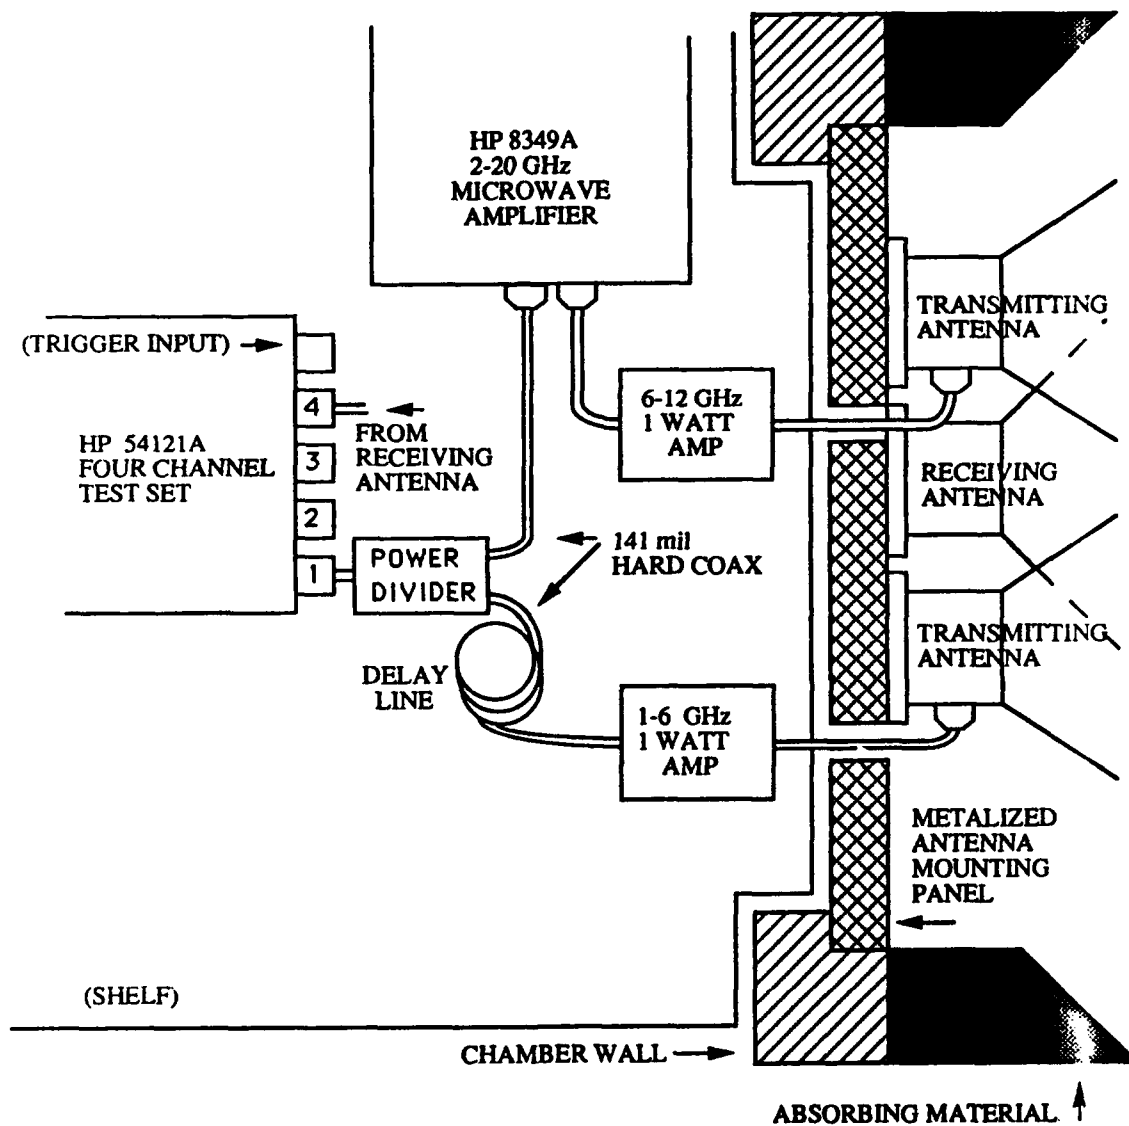 HP 8349A
2-20 GHz
MICROWAVE
AMPLIFIER
(TRIGGER INPUT)
HP 54121A
FOUR CHANNEL
TEST SET
4
3
2
1
FROM
RECEIVING
ANTENNA
6-12 GHz
1 WATT
AMP
TRANSMITTING
ANTENNA
RECEIVING
ANTENNA
POWER
DIVIDER
141 mil
HARD COAX
TRANSMITTING
ANTENNA
DELAY
LINE
1-6 GHz
1 WATT
AMP
METALIZED
ANTENNA
MOUNTING
PANEL
(SHELF)
CHAMBER WALL
ABSORBING MATERIAL